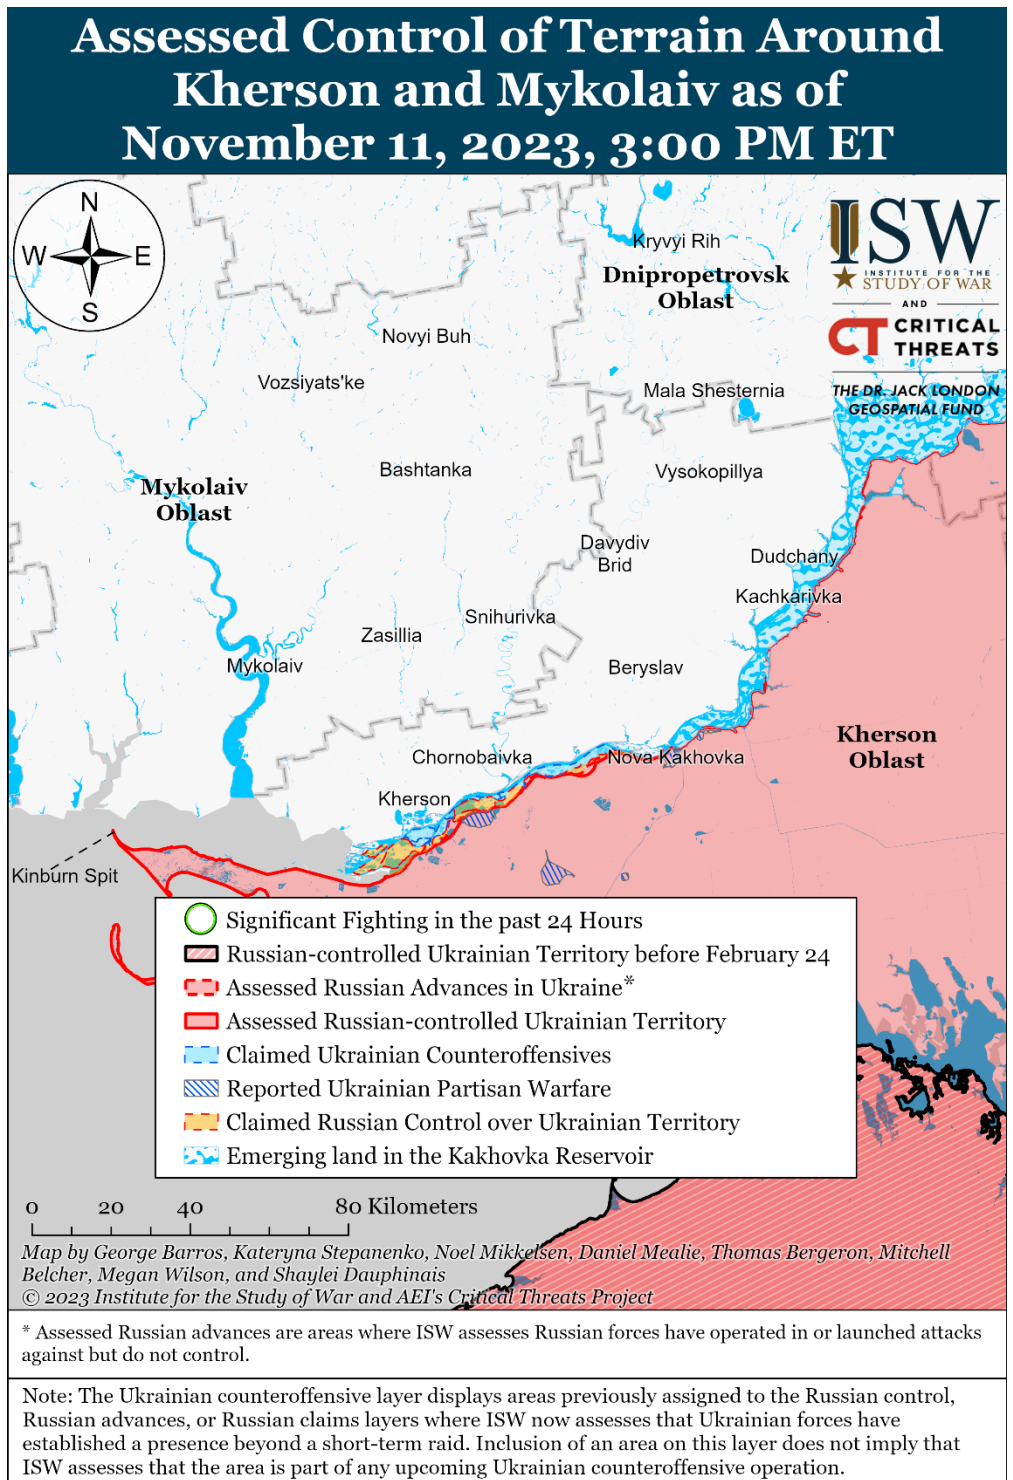 Assessed Control of Terrain Around
Kherson and Mykolaiv as of
November 11, 2023, 3:00 PM ET
N
W
E
S
ISW
INSTITUTE FOR THE
STUDY OF WAR
AND
CT CRITICAL
THREATS
THE DR. JACK LONDON
GEOSPATIAL FUND
Kryvyi Rih
Dnipropetrovsk
Oblast
Novyi Buh
Vozsiyats'ke
Mala Shesternia
Bashtanka
Vysokopillya
Mykolaiv
Oblast
Davydiv
Brid
Dudchany
Kachkarivka
Snihurivka
Zasillia
Mykolaiv
Beryslav
Kherson
Oblast
Chornobaivka
Nova Kakhovka
Kherson
Kinburn Spit
Significant Fighting in the past 24 Hours
Russian-controlled Ukrainian Territory before February 24
Assessed Russian Advances in Ukraine*
Assessed Russian-controlled Ukrainian Territory
Claimed Ukrainian Counteroffensives
Reported Ukrainian Partisan Warfare
Claimed Russian Control over Ukrainian Territory
Emerging land in the Kakhovka Reservoir
0 20 40 80 Kilometers
Map by George Barros, Kateryna Stepanenko, Noel Mikkelsen, Daniel Mealie, Thomas Bergeron, Mitchell
Belcher, Megan Wilson, and Shaylei Dauphinais
© 2023 Institute for the Study of War and AEI's Critical Threats Project
* Assessed Russian advances are areas where ISW assesses Russian forces have operated in or launched attacks
against but do not control.
Note: The Ukrainian counteroffensive layer displays areas previously assigned to the Russian control,
Russian advances, or Russian claims layers where ISW now assesses that Ukrainian forces have
established a presence beyond a short-term raid. Inclusion of an area on this layer does not imply that
ISW assesses that the area is part of any upcoming Ukrainian counteroffensive operation.